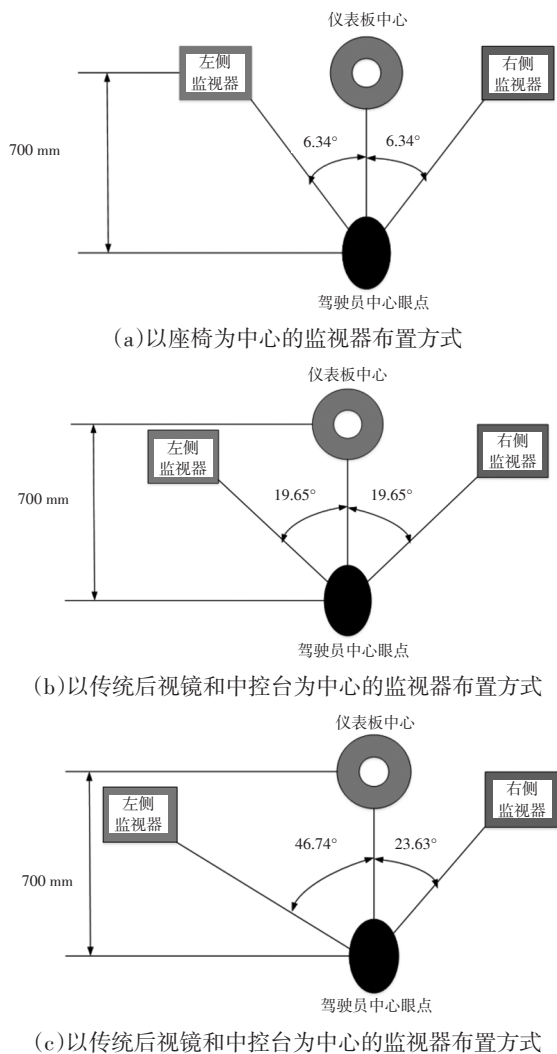 仪表板中心
左侧
监视器
右侧
监视器
700 mm
6.34°
6.34°
驾驶员中心眼点
(a)以座椅为中心的监视器布置方式
仪表板中心
左侧
监视器
右侧
监视器
700 mm
19.65°
19.65°
驾驶员中心眼点
(b)以传统后视镜和中控台为中心的监视器布置方式
仪表板中心
左侧
监视器
右侧
监视器
46.74°
23.63°
700 mm
驾驶员中心眼点
(c)以传统后视镜和中控台为中心的监视器布置方式